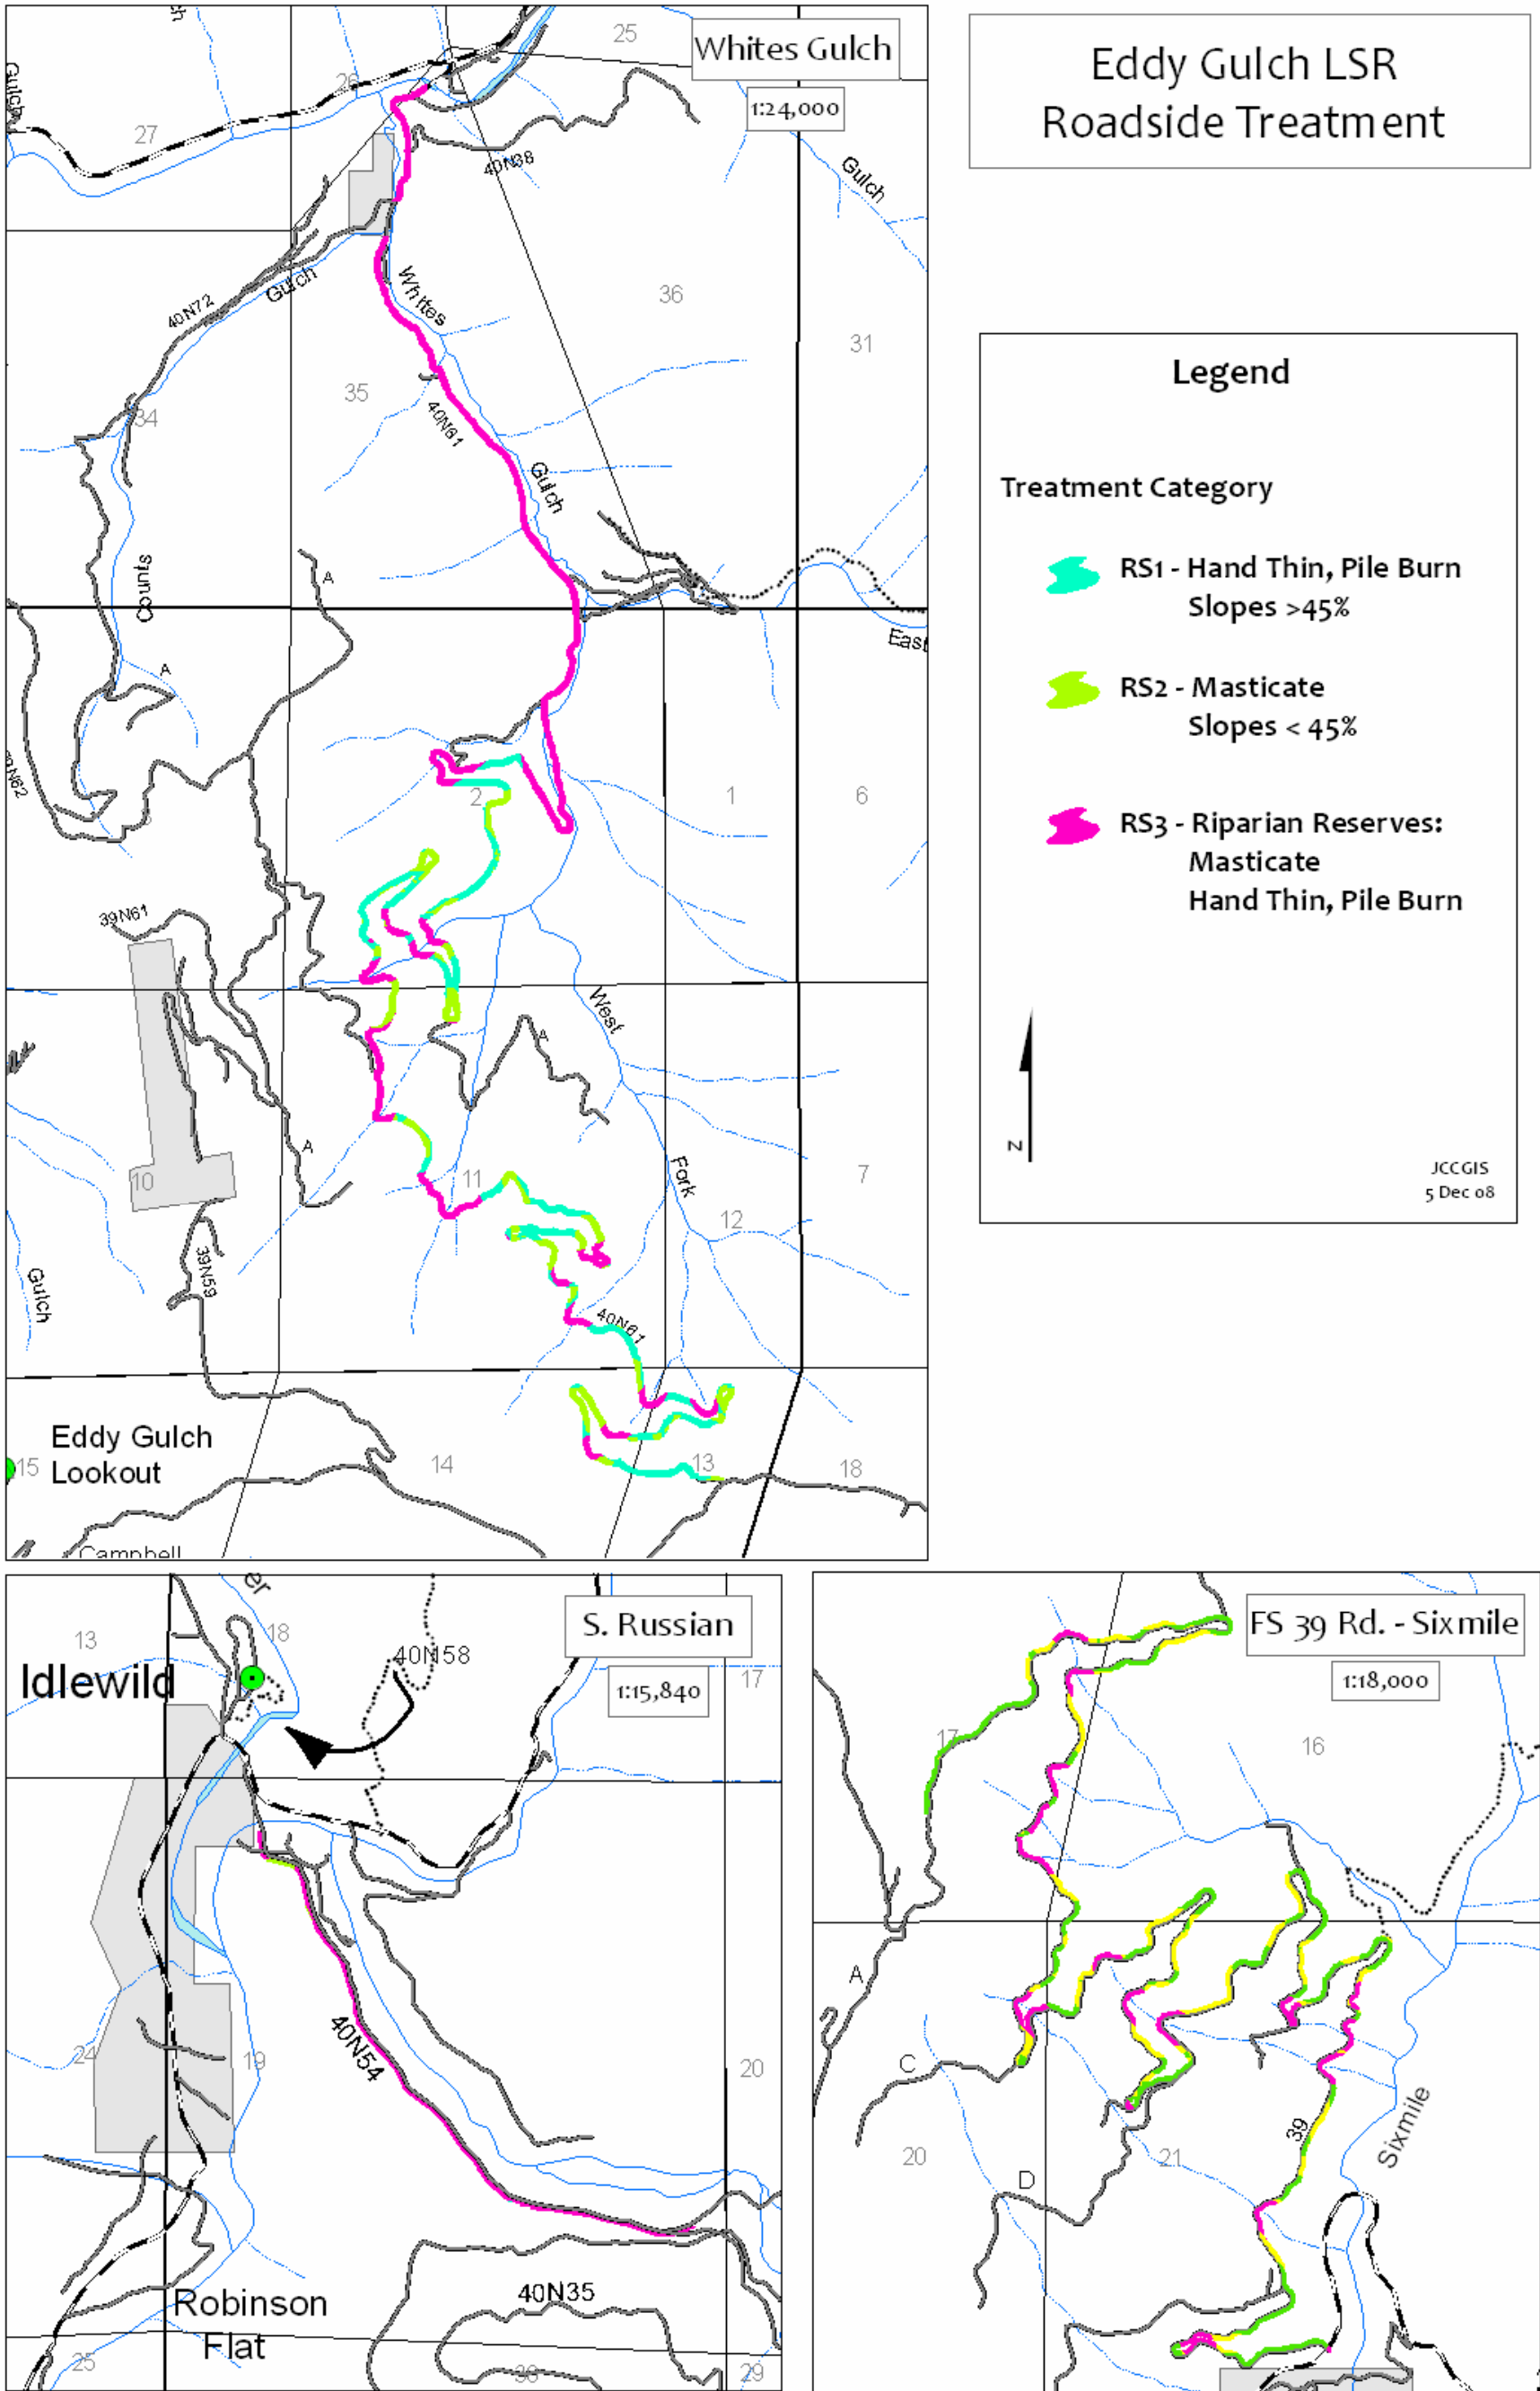 Eddy Gulch LSR
Roadside Treatment
Whites Gulch
1:24,000
25
26
27
Gulch
40N38
Gulch
40N72
Gulch
Whites
36
31
35
34
40N61
Gulch
Counts
A
A
East
2
1
6
39N61
West
A
A
10
11
Fork
7
12
39N59
Gulch
40N61
Eddy Gulch
Lookout
15
14
13
18
Campbell
Legend
Treatment Category
RS1 - Hand Thin, Pile Burn
Slopes >45%
RS2 - Masticate
Slopes < 45%
RS3 - Riparian Reserves:
Masticate
Hand Thin, Pile Burn
N
JCCGIS
5 Dec 08
S. Russian
1:15,840
er
13
18
40N58
17
Idlewild
40N54
24
19
20
Robinson
Flat
40N35
25
29
FS 39 Rd. - Sixmile
1:18,000
17
16
A
C
20
D
21
39
Sixmile